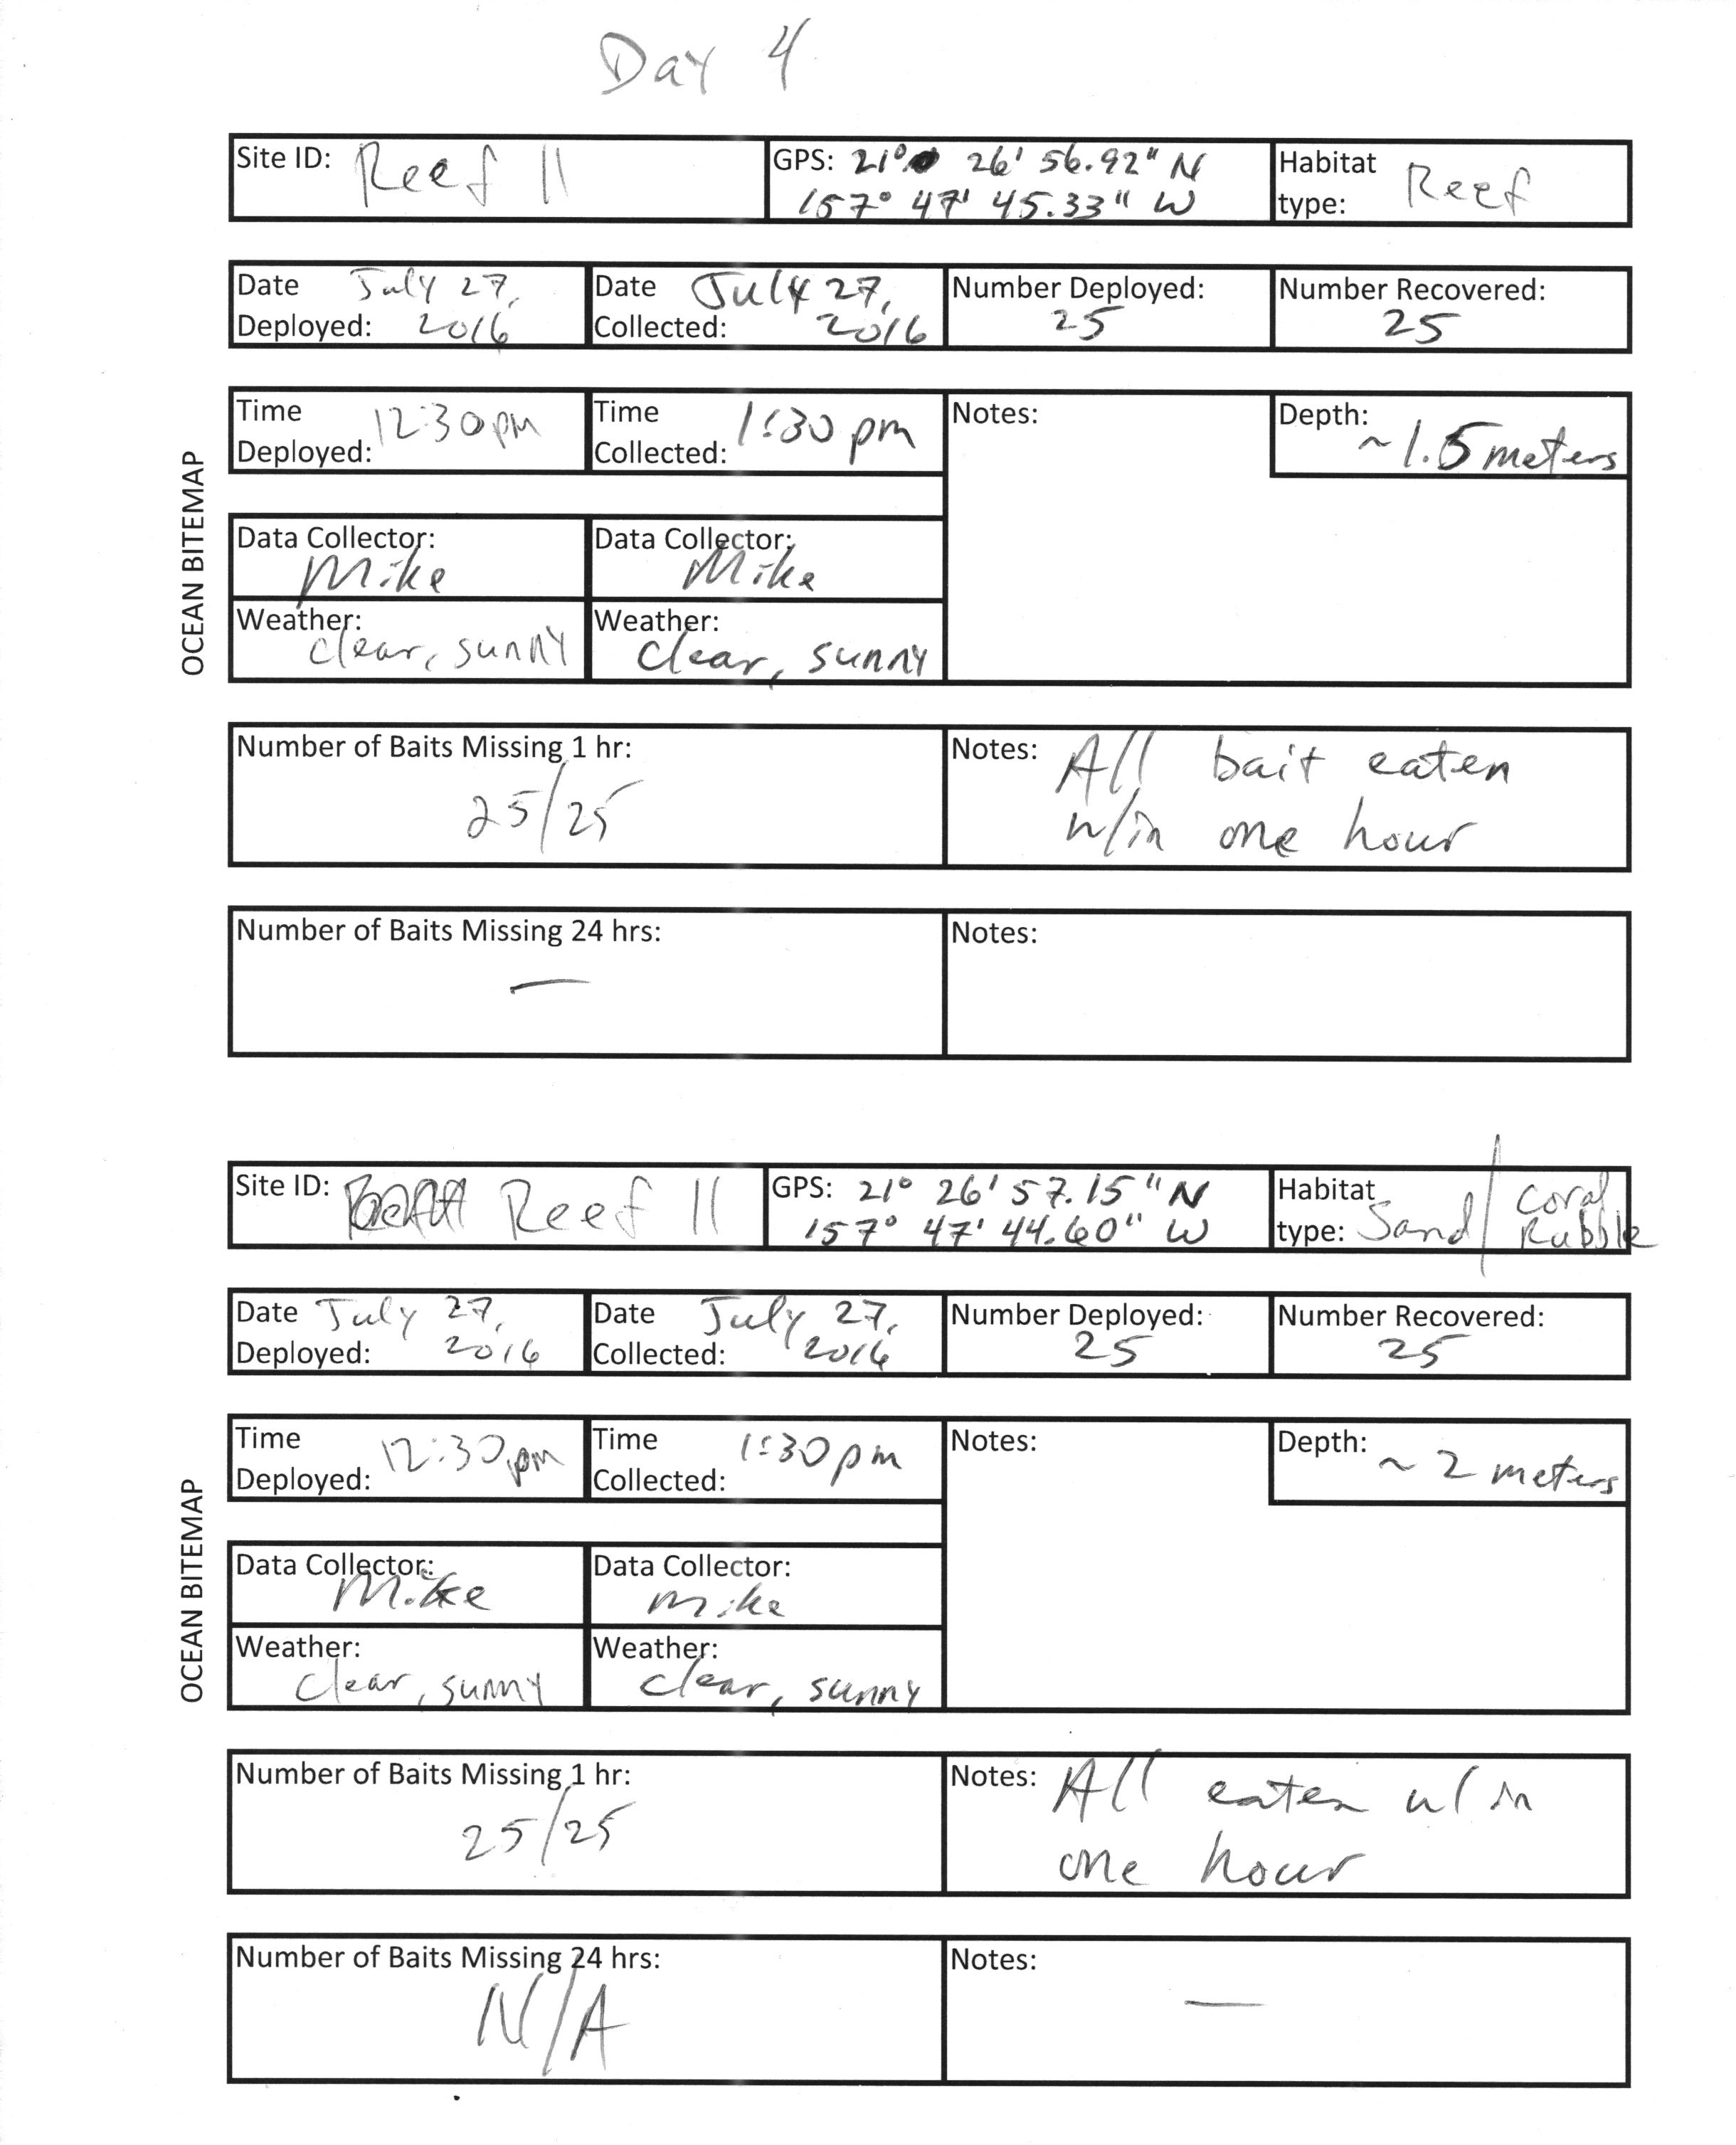 Day 4
Site ID: Reef 11
GPS: 21° 26' 56.92" N
157° 47' 45.33" W
Habitat type: Reef
Date Deployed: July 27, 2016
Date Collected: July 27, 2016
Number Deployed: 25
Number Recovered: 25
Time Deployed: 12:30 pm
Time Collected: 1:30 pm
Notes:
Depth: ~1.5 meters
OCEAN BITEMAP
Data Collector: Mike
Data Collector: Mike
Weather: clear, sunny
Weather: clear, sunny
Number of Baits Missing 1 hr:
25/25
Notes: All bait eaten
w/in one hour
Number of Baits Missing 24 hrs:
—
Notes:
Site ID: Reef 11
GPS: 21° 26' 57.15" N
157° 47' 44.60" W
Habitat type: Sand/ Coral Rubble
Date Deployed: July 27, 2016
Date Collected: July 27, 2016
Number Deployed: 25
Number Recovered: 25
Time Deployed: 12:30 pm
Time Collected: 1:30 pm
Notes:
Depth: ~ 2 meters
OCEAN BITEMAP
Data Collector: Mike
Data Collector: Mike
Weather: clear, sunny
Weather: clear, sunny
Number of Baits Missing 1 hr:
25/25
Notes: All eaten w/in
one hour
Number of Baits Missing 24 hrs:
N/A
Notes:
—